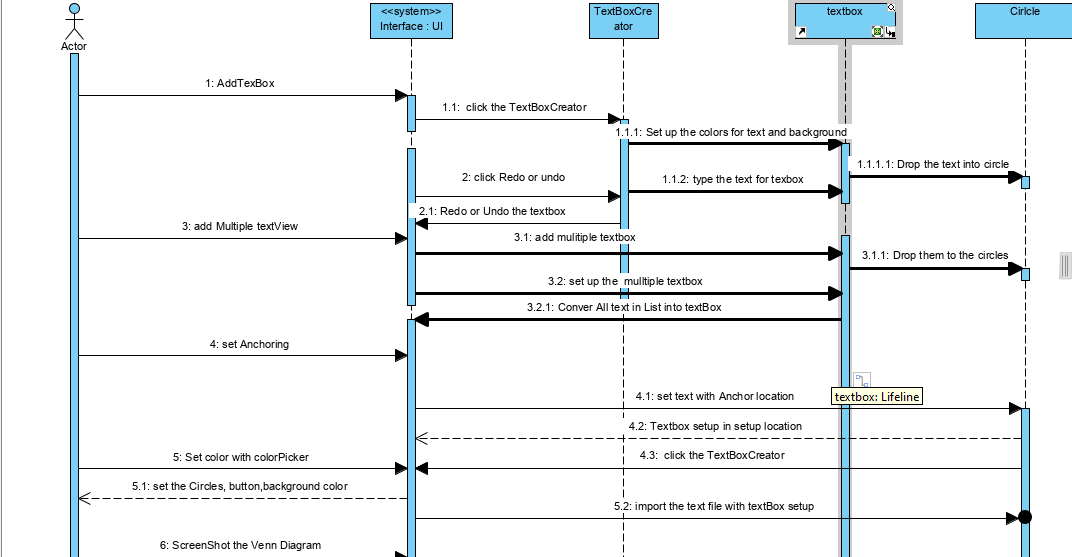 <<system>>
Interface : UI
TextBoxCre
ator
textbox
Cirlcle
Actor
1: AddTexBox
1.1: click the TextBoxCreator
1.1.1: Set up the colors for text and background
1.1.1.1: Drop the text into circle
2: click Redo or undo
1.1.2: type the text for texbox
2.1: Redo or Undo the textbox
3: add Multiple textView
3.1: add mulitiple textbox
3.1.1: Drop them to the circles
3.2: set up the mulltiple textbox
3.2.1: Conver All text in List into textBox
4: set Anchoring
textbox: Lifeline
4.1: set text with Anchor location
4.2: Textbox setup in setup location
5: Set color with colorPicker
4.3: click the TextBoxCreator
5.1: set the Circles, button,background color
5.2: import the text file with textBox setup
6: ScreenShot the Venn Diagram